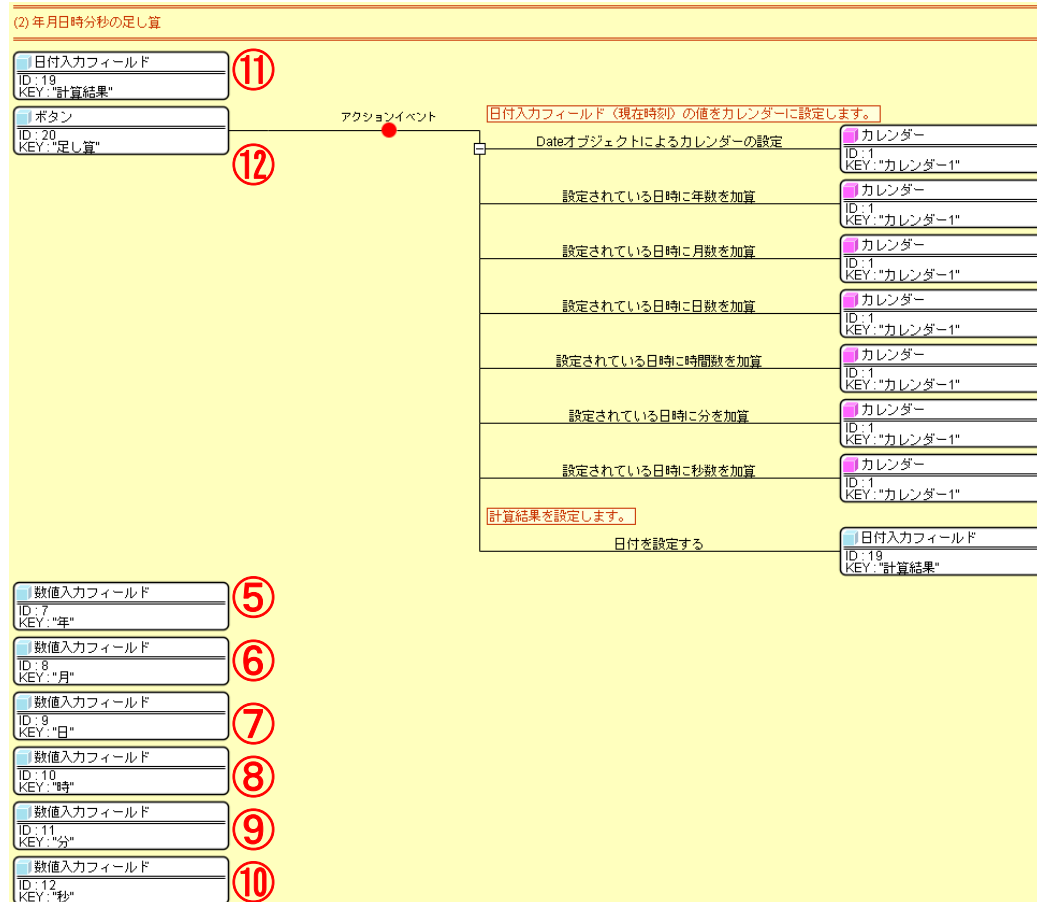 (2) 年月日時分秒の足し算
日付入力フィールド
ID : 19
KEY : "計算結果"
⑪
ボタン
ID : 20
KEY : "足し算"
⑫
アクションイベント
日付入力フィールド（現在時刻）の値をカレンダーに設定します。
Dateオブジェクトによるカレンダーの設定
カレンダー
ID : 1
KEY : "カレンダー1"
設定されている日時に年数を加算
カレンダー
ID : 1
KEY : "カレンダー1"
設定されている日時に月数を加算
カレンダー
ID : 1
KEY : "カレンダー1"
設定されている日時に日数を加算
カレンダー
ID : 1
KEY : "カレンダー1"
設定されている日時に時間数を加算
カレンダー
ID : 1
KEY : "カレンダー1"
設定されている日時に分を加算
カレンダー
ID : 1
KEY : "カレンダー1"
設定されている日時に秒数を加算
カレンダー
ID : 1
KEY : "カレンダー1"
計算結果を設定します。
日付を設定する
日付入力フィールド
ID : 19
KEY : "計算結果"
数値入力フィールド
ID : 7
KEY : "年"
⑤
数値入力フィールド
ID : 8
KEY : "月"
⑥
数値入力フィールド
ID : 9
KEY : "日"
⑦
数値入力フィールド
ID : 10
KEY : "時"
⑧
数値入力フィールド
ID : 11
KEY : "分"
⑨
数値入力フィールド
ID : 12
KEY : "秒"
⑩